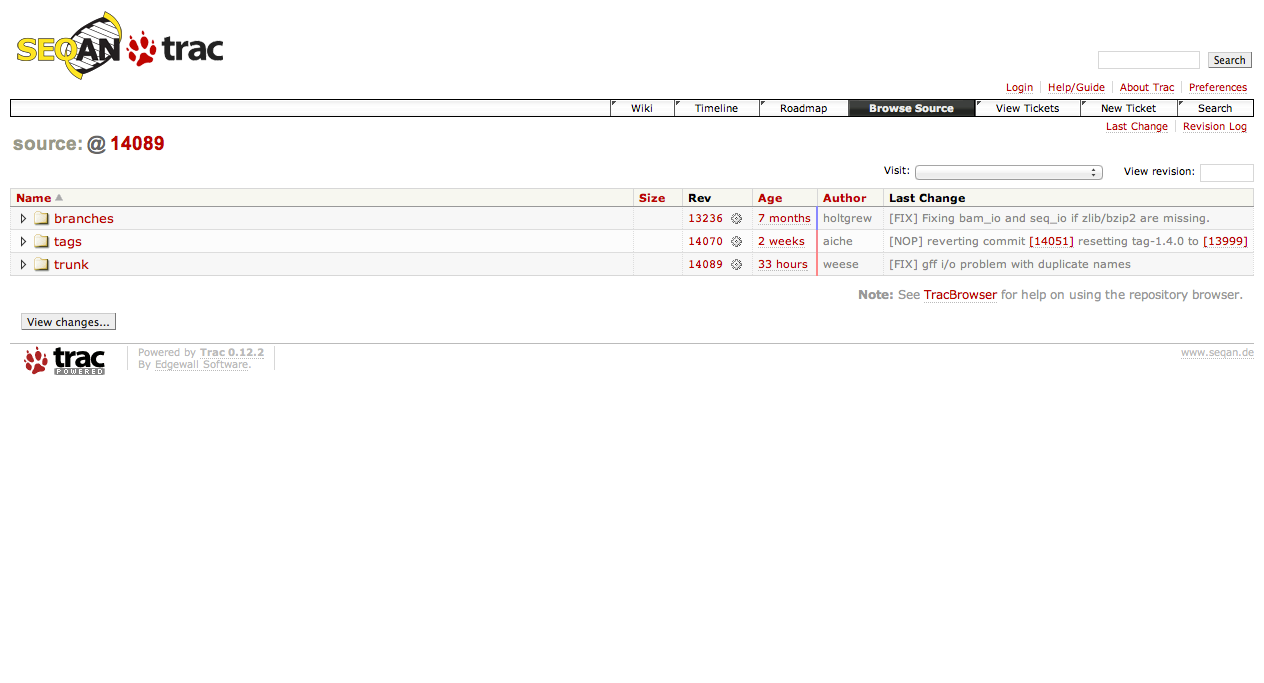 SEQAN trac
Search
Login Help/Guide About Trac Preferences
Wiki Timeline Roadmap Browse Source View Tickets New Ticket Search
Last Change Revision Log
source: @ 14089
Visit: View revision:
Name Size Rev Age Author Last Change
branches 13236 7 months holtgrew [FIX] Fixing bam_io and seq_io if zlib/bzip2 are missing.
tags 14070 2 weeks aiche [NOP] reverting commit [14051] resetting tag-1.4.0 to [13999]
trunk 14089 33 hours weese [FIX] gff i/o problem with duplicate names
Note: See TracBrowser for help on using the repository browser.
View changes...
trac POWERED
Powered by Trac 0.12.2
By Edgewall Software.
www.seqan.de